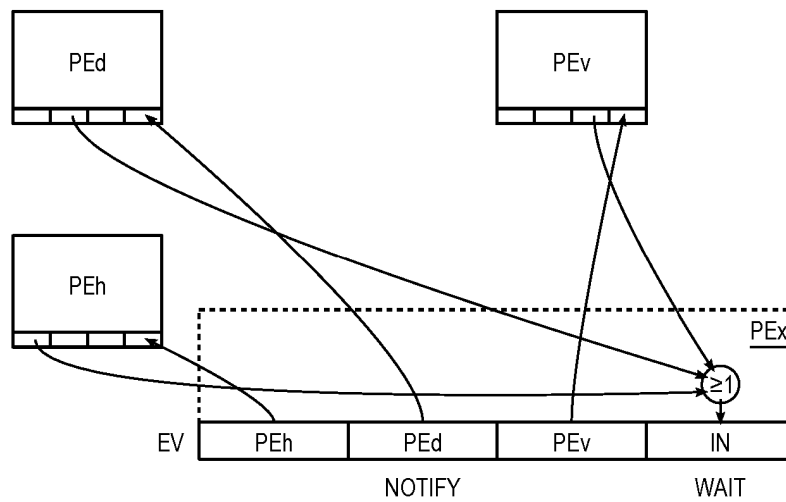 PEd
PEv
PEh
PEx
≥1
EV
PEh
PEd
PEv
IN
NOTIFY
WAIT